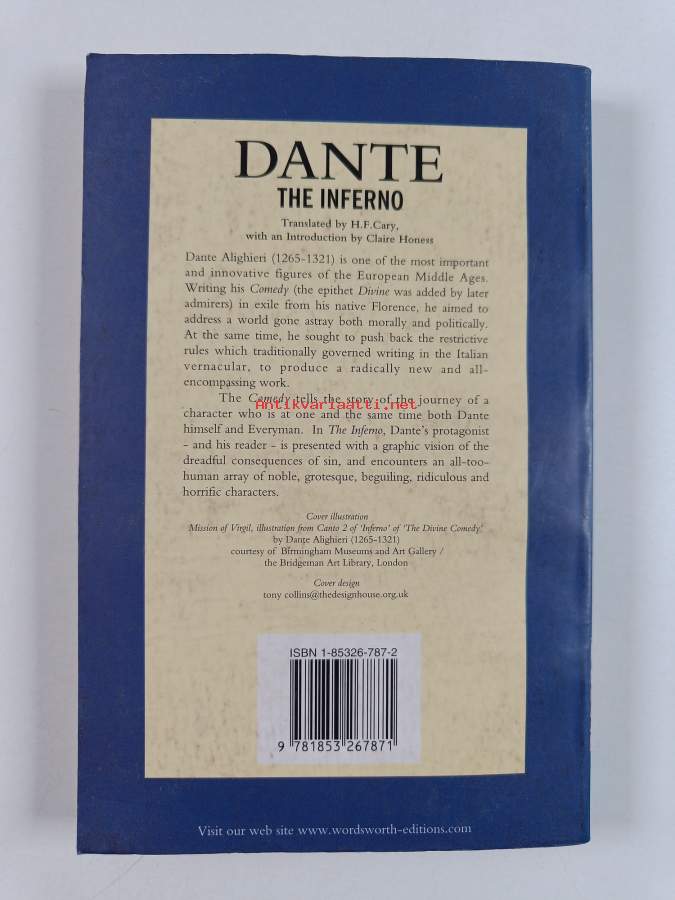 DANTE
THE INFERNO
Translated by H.F.Cary,
with an Introduction by Claire Honess
Dante Alighieri (1265-1321) is one of the most important
and innovative figures of the European Middle Ages.
Writing his Comedy (the epithet Divine was added by later
admirers) in exile from his native Florence, he aimed to
address a world gone astray both morally and politically.
At the same time, he sought to push back the restrictive
rules which traditionally governed writing in the Italian
vernacular, to produce a radically new and all-
encompassing work.
The Comedy tells the story of the journey of a
Antikvariaatti.net
character who is at one and the same time both Dante
himself and Everyman. In The Inferno, Dante's protagonist
- and his reader - is presented with a graphic vision of the
dreadful consequences of sin, and encounters an all-too-
human array of noble, grotesque, beguiling, ridiculous and
horrific characters.
Cover illustration
Mission of Virgil, illustration from Canto 2 of 'Inferno' of 'The Divine Comedy'
by Dante Alighieri (1265-1321)
courtesy of Birmingham Museums and Art Gallery /
the Bridgeman Art Library, London
Cover design
tony collins@thedesignhouse.org.uk
ISBN 1-85326-787-2
9 781853 267871
Visit our web site www.wordsworth-editions.com